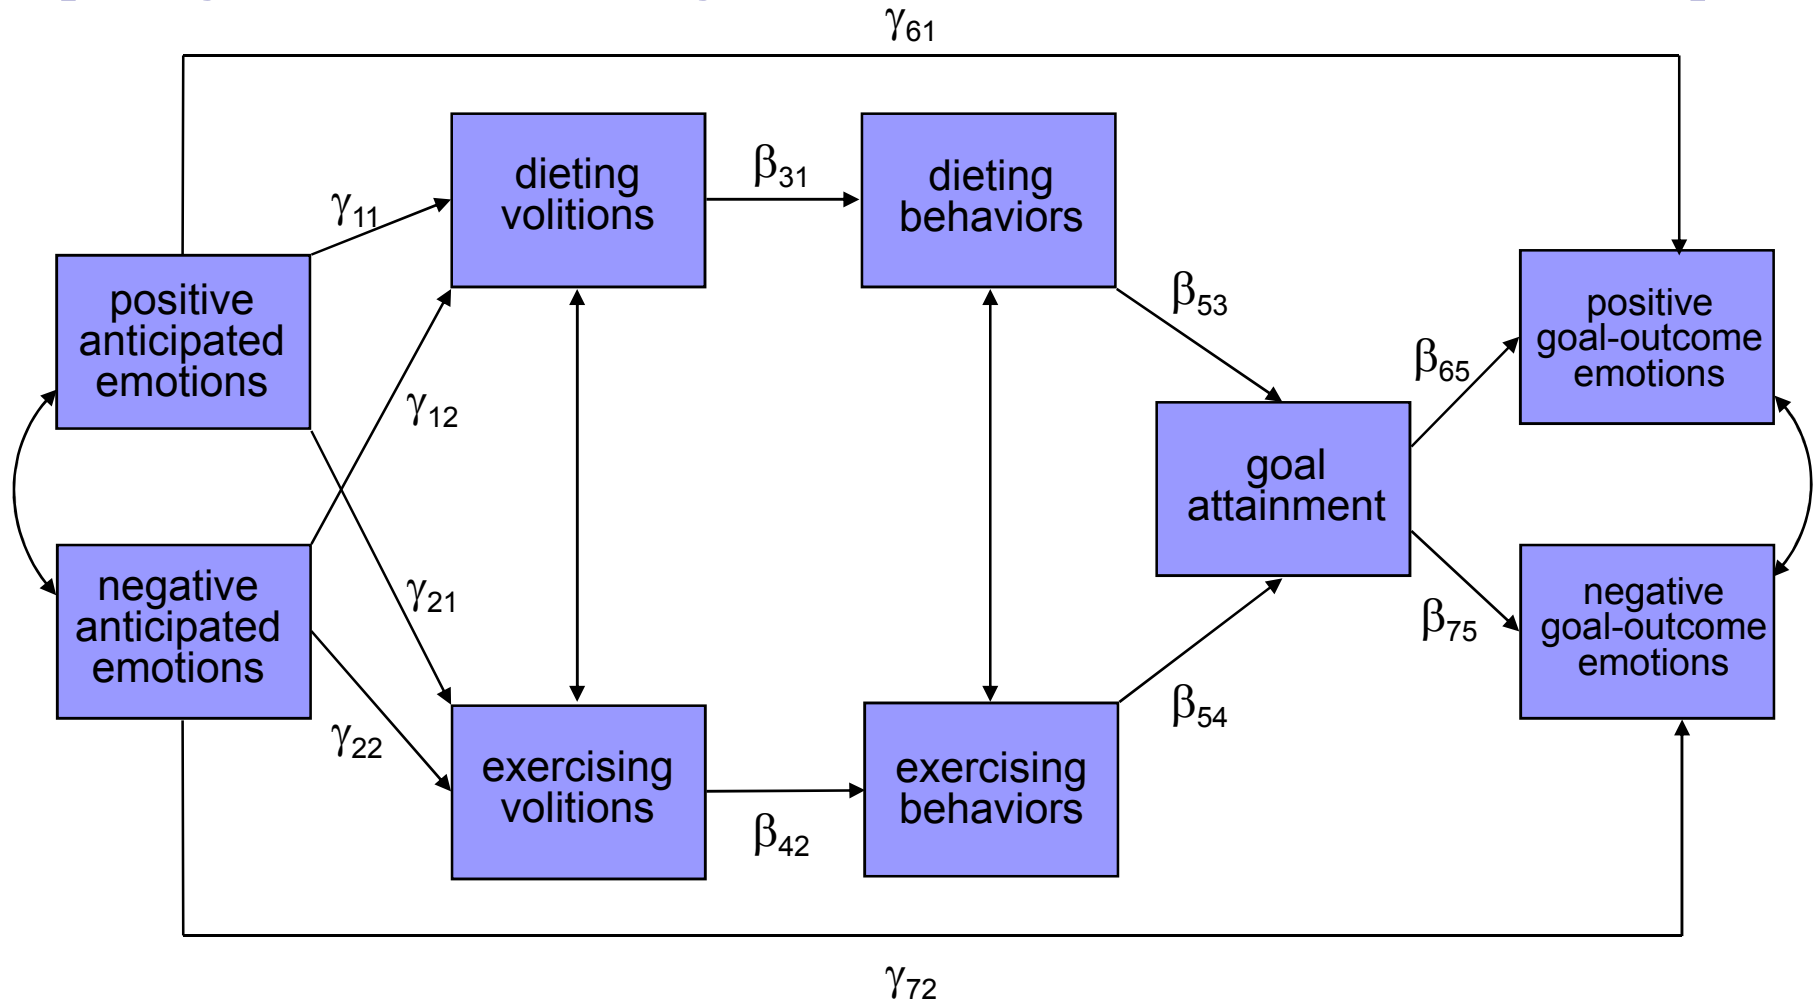 γ61
dieting
volitions
β31
dieting
behaviors
γ11
positive
anticipated
emotions
γ12
β53
positive
goal-outcome
emotions
β65
goal
attainment
negative
anticipated
emotions
γ21
γ22
β75
negative
goal-outcome
emotions
β54
exercising
volitions
β42
exercising
behaviors
γ72